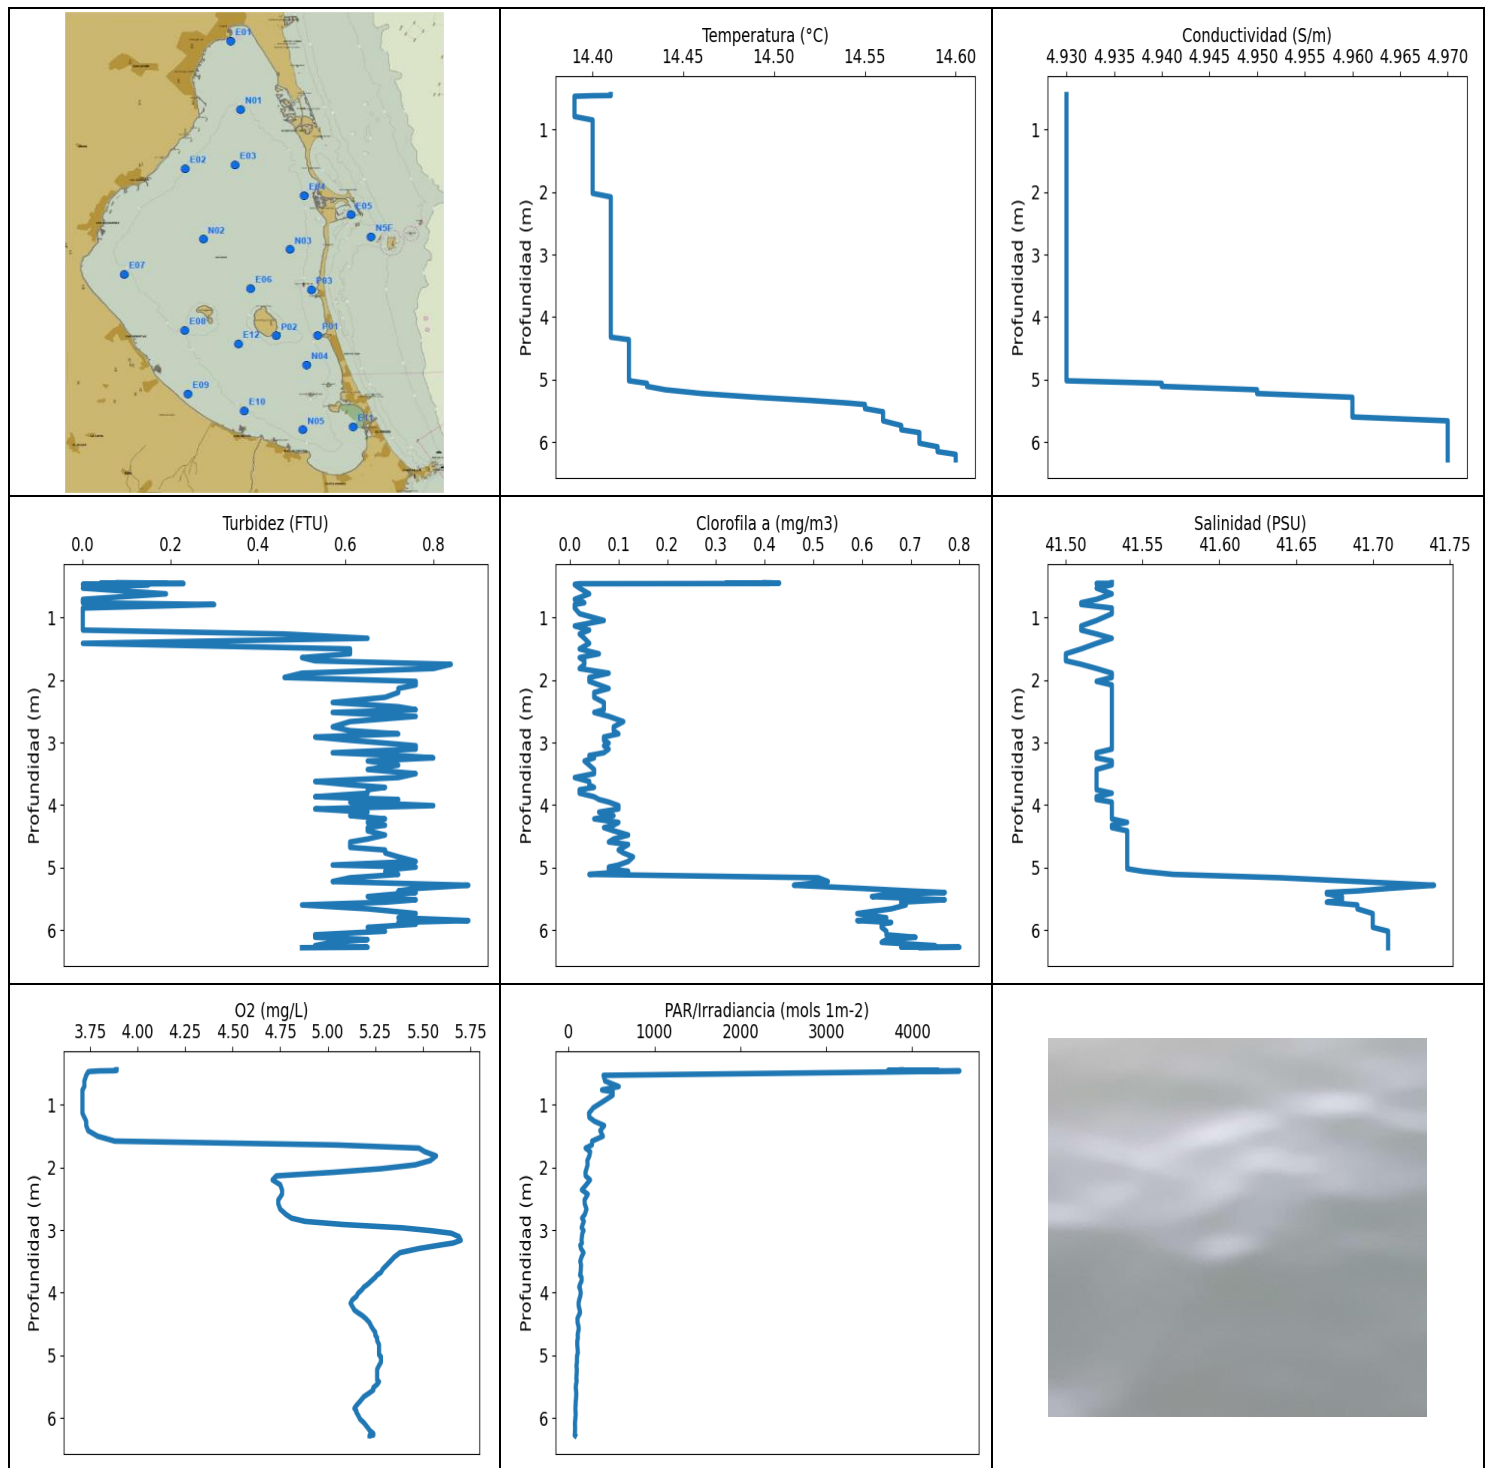 E01
N01
E02
E03
E04
E05
N02
N03
N5F
E07
E06
P03
E08
E12
P02
P01
N04
E09
E10
N05
E11
Temperatura (°C)
14.40 14.45 14.50 14.55 14.60
Profundidad (m)
1
2
3
4
5
6
Conductividad (S/m)
4.930 4.935 4.940 4.945 4.950 4.955 4.960 4.965 4.970
Profundidad (m)
1
2
3
4
5
6
Turbidez (FTU)
0.0 0.2 0.4 0.6 0.8
Profundidad (m)
1
2
3
4
5
6
Clorofila a (mg/m3)
0.0 0.1 0.2 0.3 0.4 0.5 0.6 0.7 0.8
Profundidad (m)
1
2
3
4
5
6
Salinidad (PSU)
41.50 41.55 41.60 41.65 41.70 41.75
Profundidad (m)
1
2
3
4
5
6
O2 (mg/L)
3.75 4.00 4.25 4.50 4.75 5.00 5.25 5.50 5.75
Profundidad (m)
1
2
3
4
5
6
PAR/Irradiancia (mols 1m-2)
0 1000 2000 3000 4000
Profundidad (m)
1
2
3
4
5
6